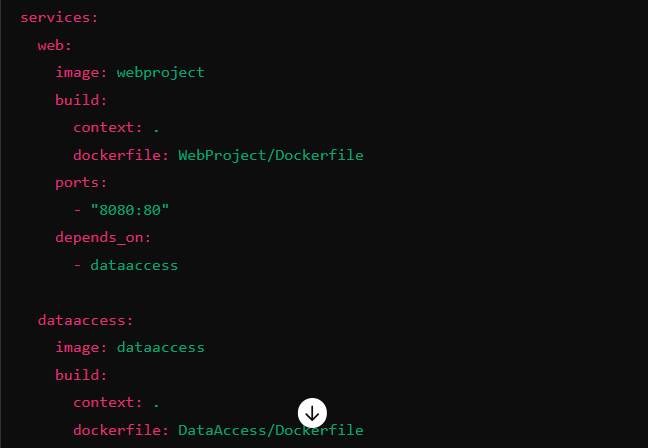 services:
  web:
    image: webproject
    build:
      context: .
      dockerfile: WebProject/Dockerfile
    ports:
      - "8080:80"
    depends_on:
      - dataaccess

  dataaccess:
    image: dataaccess
    build:
      context: .
      dockerfile: DataAccess/Dockerfile